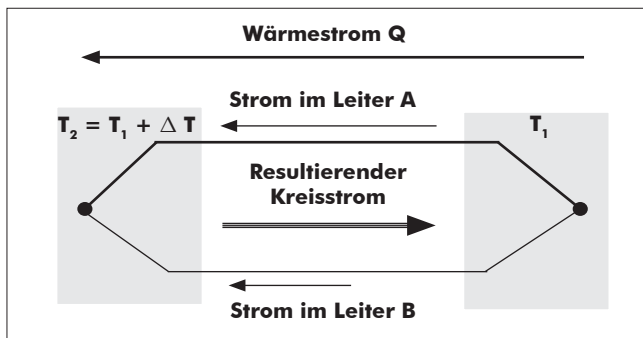 Wärmestrom Q
Strom im Leiter A
T₂ = T₁ + Δ T
T₁
Resultierender
Kreisstrom
Strom im Leiter B